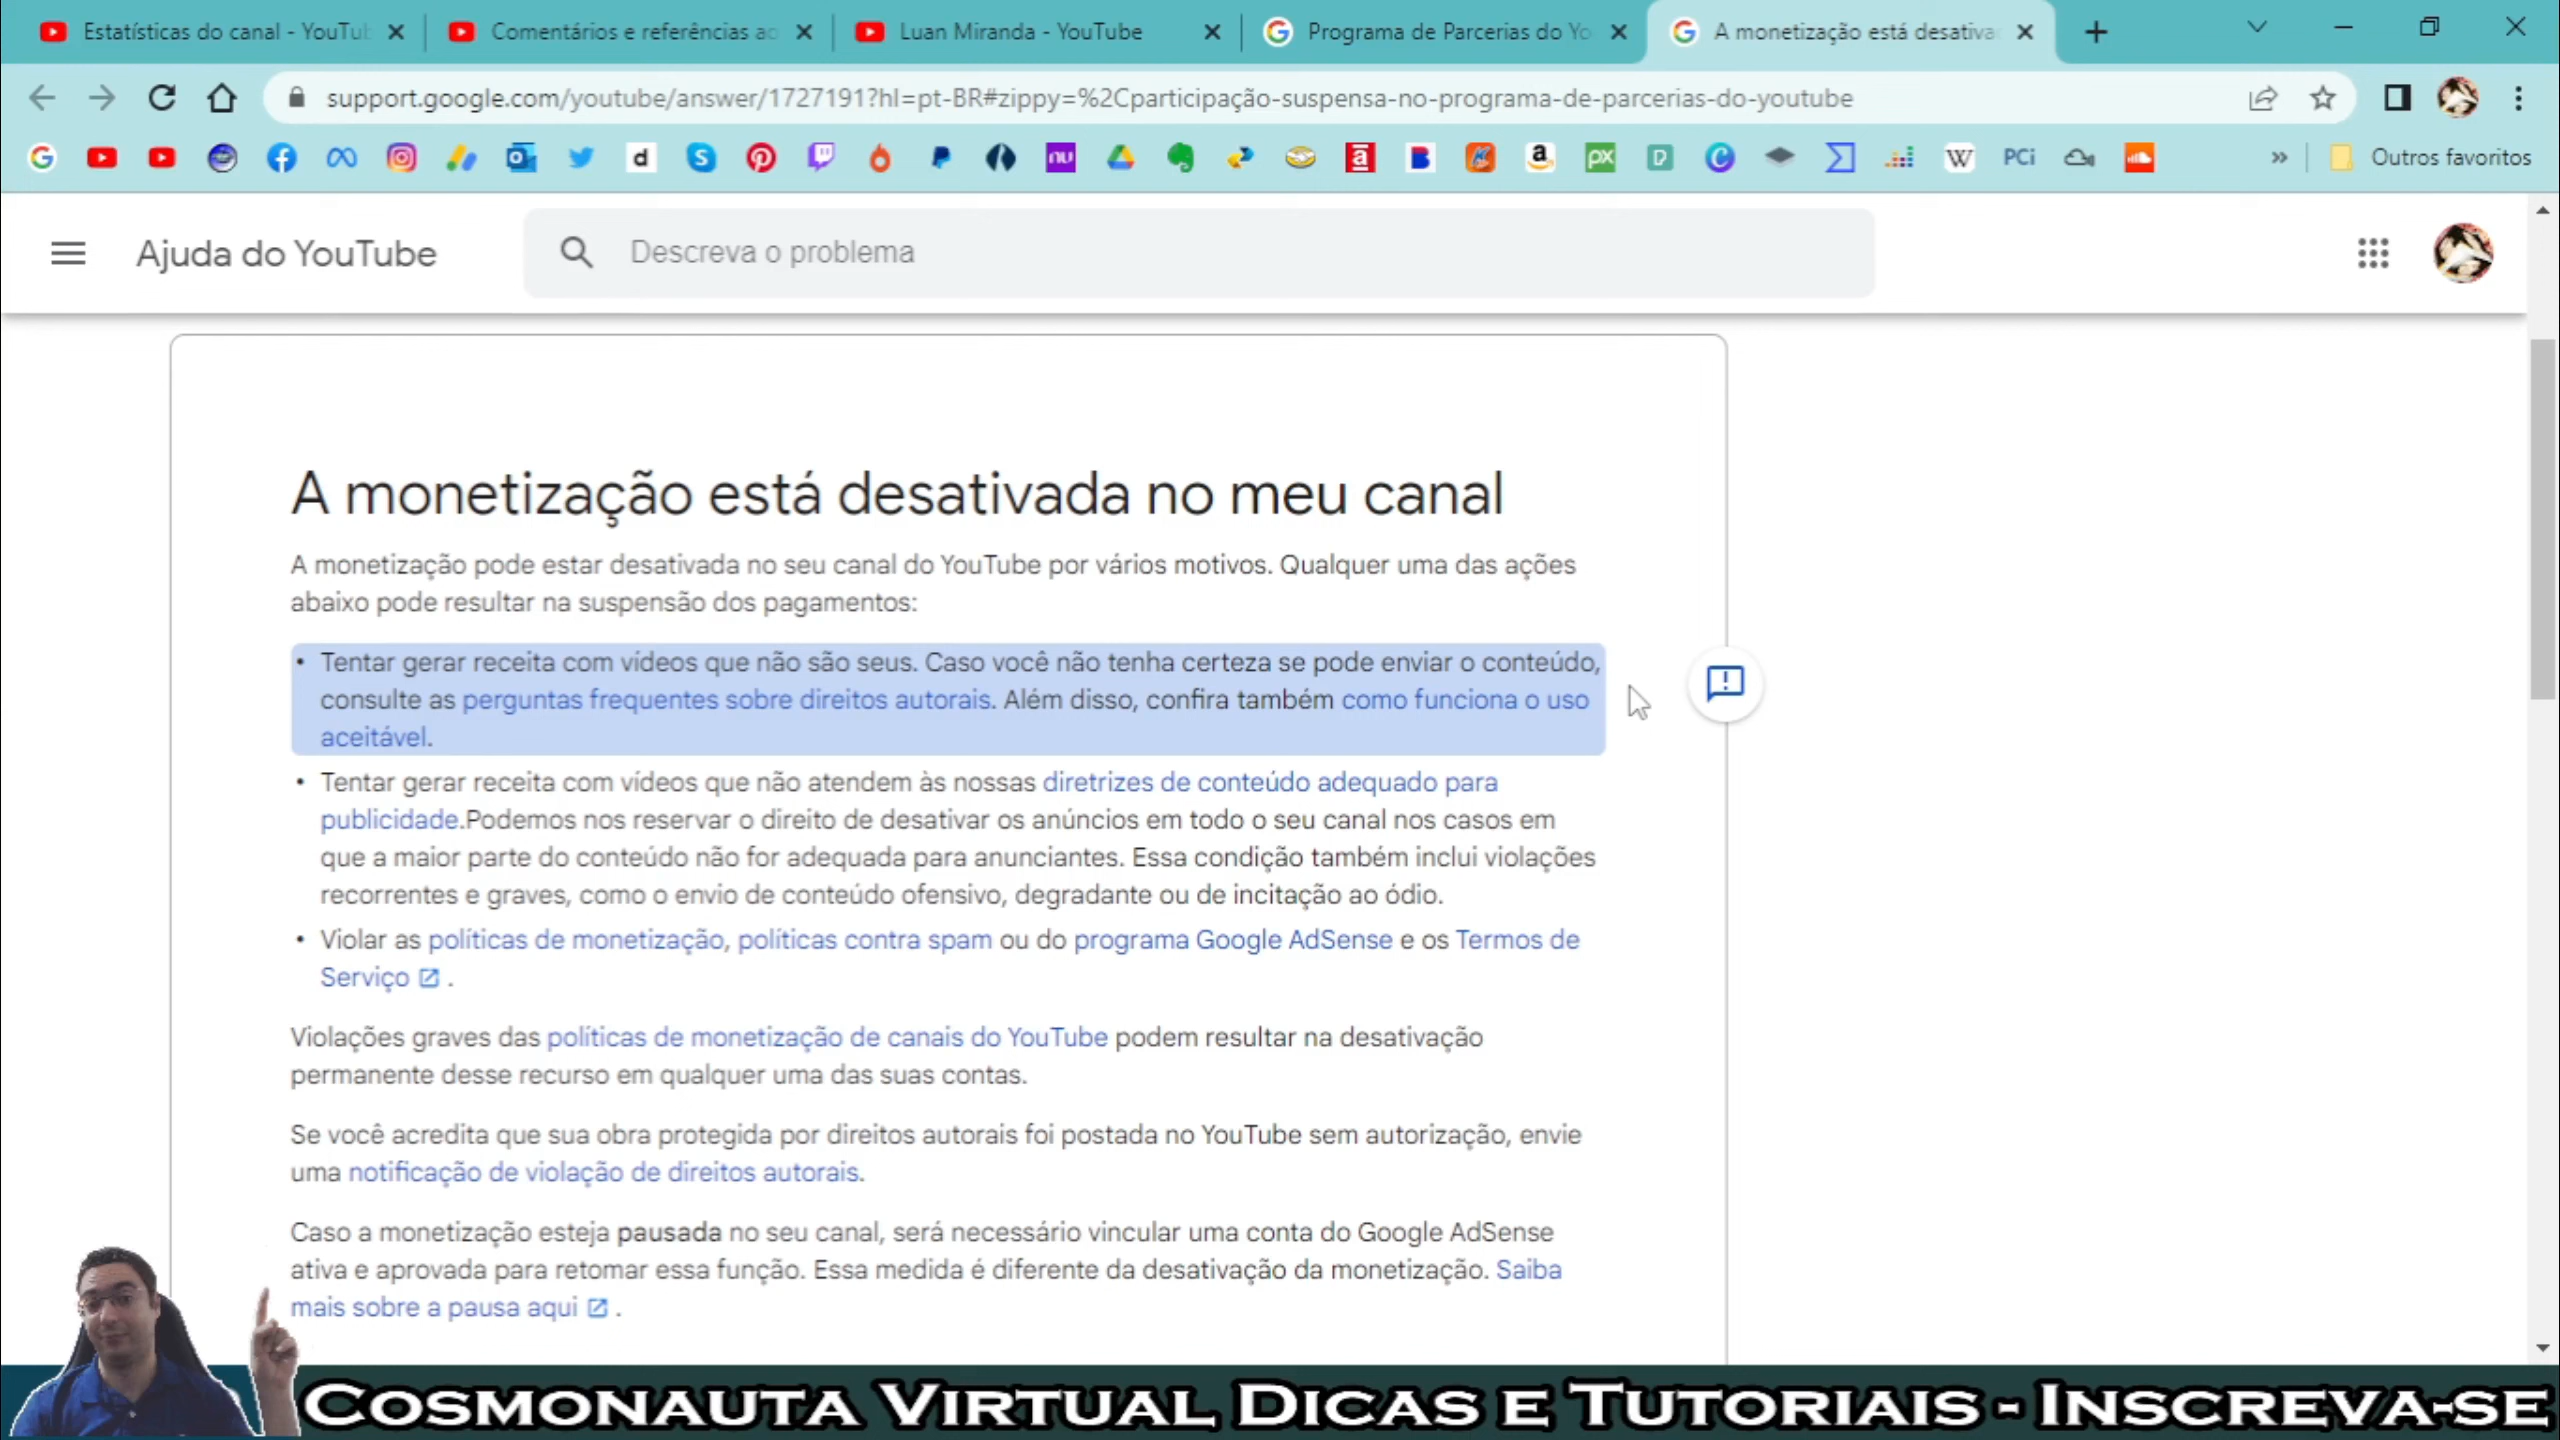 Estatísticas do canal - YouTub
Comentários e referências ao
Luan Miranda - YouTube
Programa de Parcerias do Yo
A monetização está desativa
support.google.com/youtube/answer/1727191?hl=pt-BR#zippy=%2Cparticipação-suspensa-no-programa-de-parcerias-do-youtube
Outros favoritos
Ajuda do YouTube
Descreva o problema
A monetização está desativada no meu canal
A monetização pode estar desativada no seu canal do YouTube por vários motivos. Qualquer uma das ações
abaixo pode resultar na suspensão dos pagamentos:
• Tentar gerar receita com vídeos que não são seus. Caso você não tenha certeza se pode enviar o conteúdo,
consulte as perguntas frequentes sobre direitos autorais. Além disso, confira também como funciona o uso
aceitável.
• Tentar gerar receita com vídeos que não atendem às nossas diretrizes de conteúdo adequado para
publicidade.Podemos nos reservar o direito de desativar os anúncios em todo o seu canal nos casos em
que a maior parte do conteúdo não for adequada para anunciantes. Essa condição também inclui violações
recorrentes e graves, como o envio de conteúdo ofensivo, degradante ou de incitação ao ódio.
• Violar as políticas de monetização, políticas contra spam ou do programa Google AdSense e os Termos de
Serviço .
Violações graves das políticas de monetização de canais do YouTube podem resultar na desativação
permanente desse recurso em qualquer uma das suas contas.
Se você acredita que sua obra protegida por direitos autorais foi postada no YouTube sem autorização, envie
uma notificação de violação de direitos autorais.
Caso a monetização esteja pausada no seu canal, será necessário vincular uma conta do Google AdSense
ativa e aprovada para retomar essa função. Essa medida é diferente da desativação da monetização. Saiba
mais sobre a pausa aqui .
Cosmonauta Virtual Dicas e Tutoriais - Inscreva-se